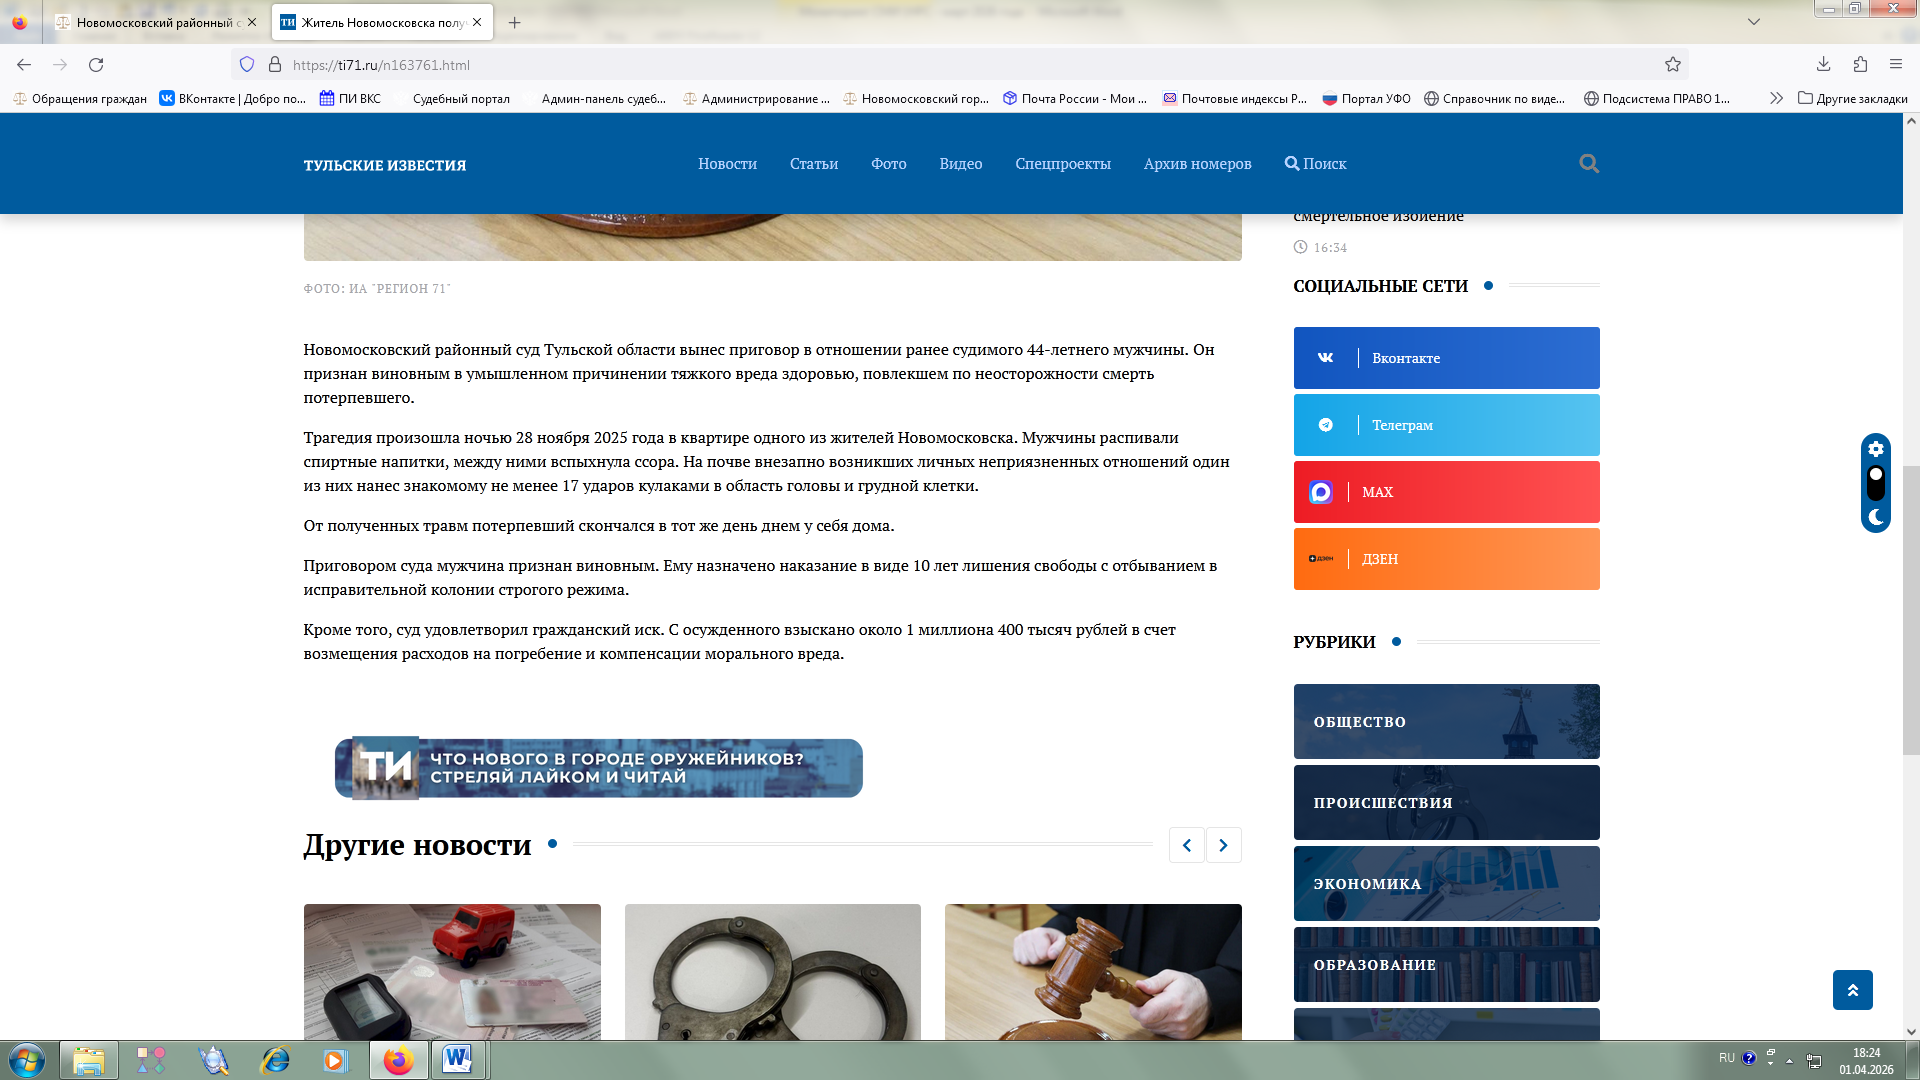 Новомосковский районный с
Житель Новомосковска полу
https://ti71.ru/n163761.html
Обращения граждан
ВКонтакте | Добро по...
ПИ ВКС
Судебный портал
Админ-панель судеб...
Администрирование ...
Новомосковский гор...
Почта России - Мои ...
Почтовые индексы Р...
Портал УФО
Справочник по виде...
Подсистема ПРАВО 1...
Другие закладки
ТУЛЬСКИЕ ИЗВЕСТИЯ
Новости
Статьи
Фото
Видео
Спецпроекты
Архив номеров
Поиск
смертельное избиение
16:34
ФОТО: ИА "РЕГИОН 71"
Новомосковский районный суд Тульской области вынес приговор в отношении ранее судимого 44-летнего мужчины. Он
признан виновным в умышленном причинении тяжкого вреда здоровью, повлекшем по неосторожности смерть
потерпевшего.
Трагедия произошла ночью 28 ноября 2025 года в квартире одного из жителей Новомосковска. Мужчины распивали
спиртные напитки, между ними вспыхнула ссора. На почве внезапно возникших личных неприязненных отношений один
из них нанес знакомому не менее 17 ударов кулаками в область головы и грудной клетки.
От полученных травм потерпевший скончался в тот же день днем у себя дома.
Приговором суда мужчина признан виновным. Ему назначено наказание в виде 10 лет лишения свободы с отбыванием в
исправительной колонии строгого режима.
Кроме того, суд удовлетворил гражданский иск. С осужденного взыскано около 1 миллиона 400 тысяч рублей в счет
возмещения расходов на погребение и компенсации морального вреда.
ТИ
ЧТО НОВОГО В ГОРОДЕ ОРУЖЕЙНИКОВ?
СТРЕЛЯЙ ЛАЙКОМ И ЧИТАЙ
Другие новости
СОЦИАЛЬНЫЕ СЕТИ
Вконтакте
Телеграм
MAX
ДЗЕН
РУБРИКИ
ОБЩЕСТВО
ПРОИСШЕСТВИЯ
ЭКОНОМИКА
ОБРАЗОВАНИЕ
RU
18:24
01.04.2026